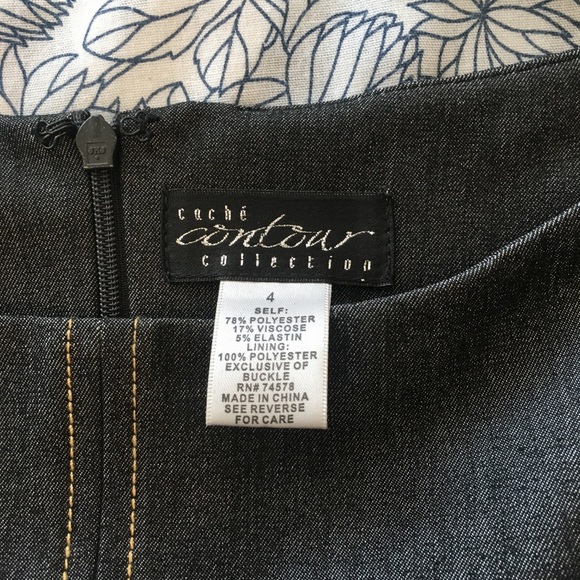 caché
contour
collection
4
SELF:
78% POLYESTER
17% VISCOSE
5% ELASTIN
LINING:
100% POLYESTER
EXCLUSIVE OF
BUCKLE
RN# 74578
MADE IN CHINA
SEE REVERSE
FOR CARE